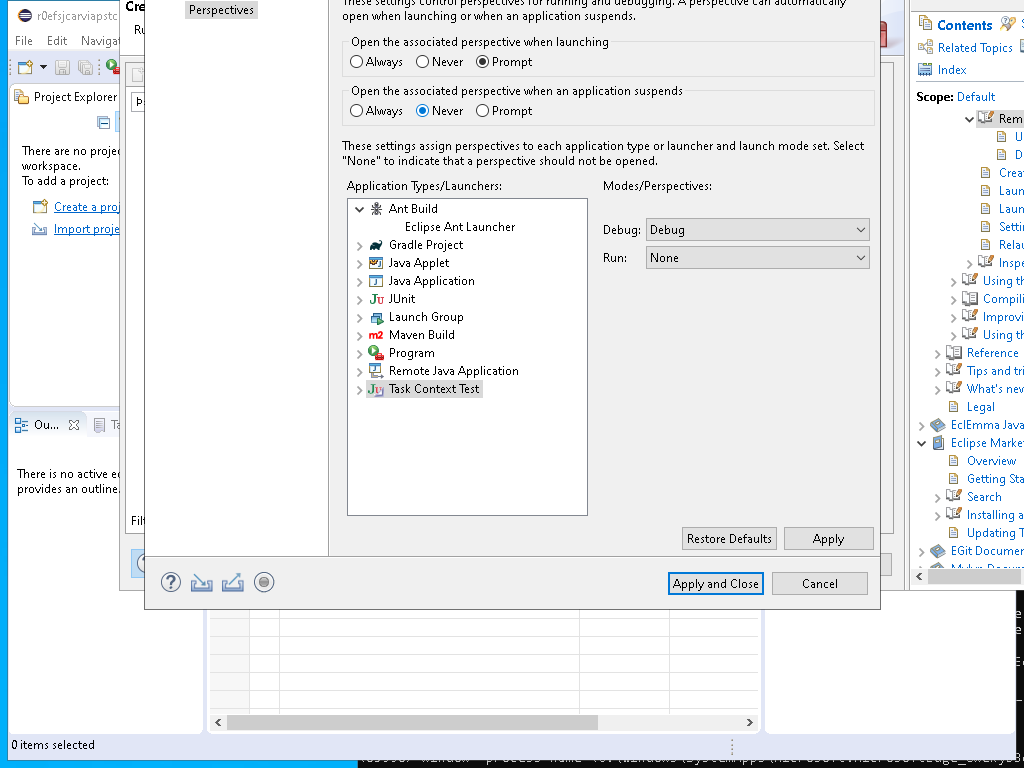 r0efsjcarviapstc
File Edit Navigat
Project Explorer
There are no proje
workspace.
To add a project:
Create a proj
Import proje
Ou...
Ta
There is no active ed
provides an outline.
0 items selected
Cre
Ru
Filt
Perspectives
These settings control perspectives for running and debugging. A perspective can automatically
open when launching or when an application suspends.
Open the associated perspective when launching
Always Never Prompt
Open the associated perspective when an application suspends
Always Never Prompt
These settings assign perspectives to each application type or launcher and launch mode set. Select
"None" to indicate that a perspective should not be opened.
Application Types/Launchers:
Ant Build
Eclipse Ant Launcher
Gradle Project
Java Applet
Java Application
JUnit
Launch Group
Maven Build
Program
Remote Java Application
Task Context Test
Modes/Perspectives:
Debug: Debug
Run: None
Restore Defaults Apply
Apply and Close Cancel
Contents
Related Topics
Index
Scope: Default
Rem
U
D
Creat
Laun
Laun
Setti
Relau
Inspe
Using th
Compili
Improvi
Using th
Reference
Tips and tri
What's new
Legal
EclEmma Java
Eclipse Marke
Overview
Getting Sta
Search
Installing a
Updating T
EGit Documen
Mylyn Docum